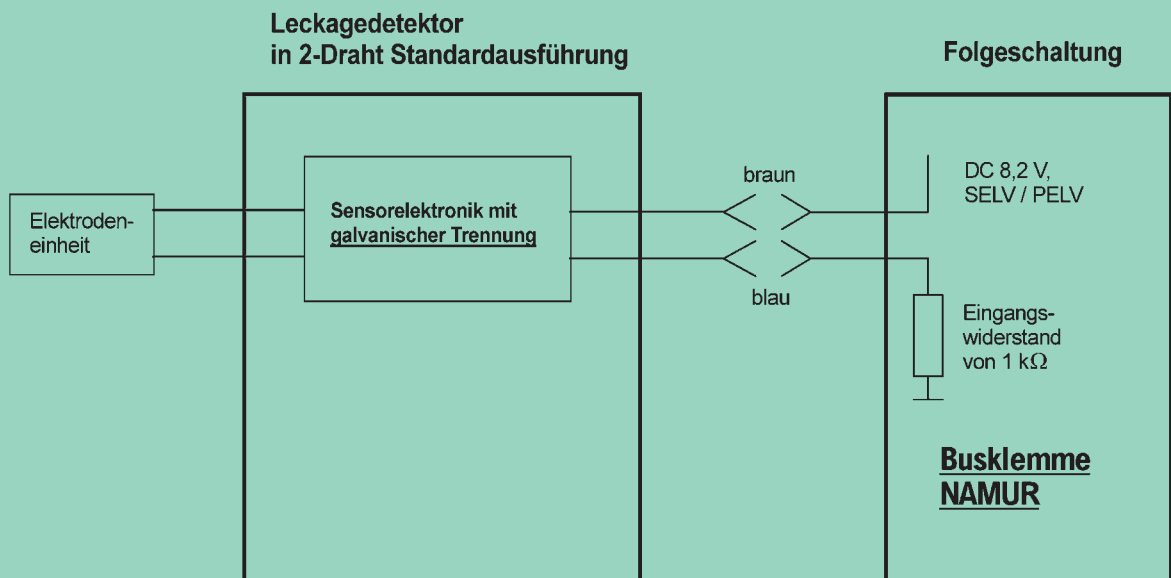 Leckagedetektor
in 2-Draht Standardausführung
Folgeschaltung
Elektroden-
einheit
Sensorelektronik mit
galvanischer Trennung
braun
blau
DC 8,2 V,
SELV / PELV
Eingangs-
widerstand
von 1 kΩ
Busklemme
NAMUR